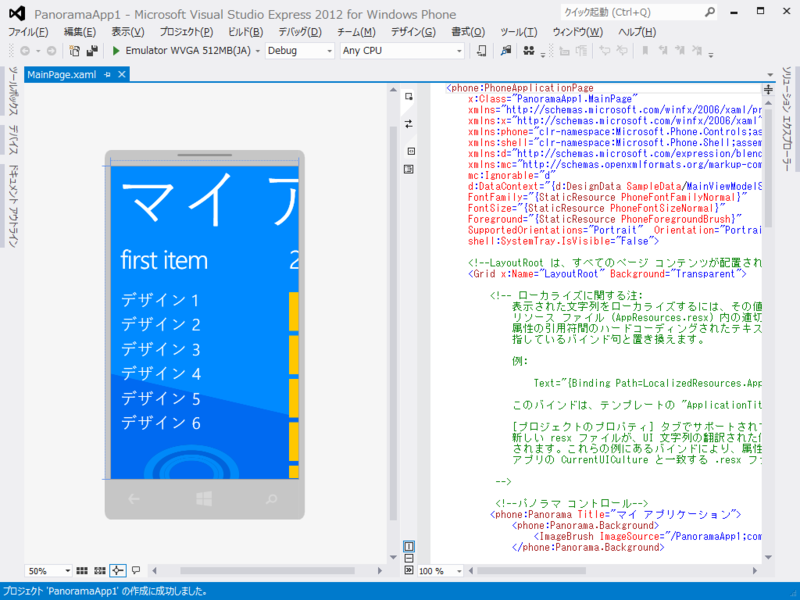 PanoramaApp1 - Microsoft Visual Studio Express 2012 for Windows Phone
クイック起動 (Ctrl+Q)
ファイル(F) 編集(E) 表示(V) プロジェクト(P) ビルド(B) デバッグ(D) チーム(M) デザイン(G) 書式(O) ツール(T) ウィンドウ(W) ヘルプ(H)
Emulator WVGA 512MB(JA) Debug Any CPU
MainPage.xaml
ツールボックス
デバイス
ドキュメント アウトライン
マイ ア
first item
2
デザイン 1
デザイン 2
デザイン 3
デザイン 4
デザイン 5
デザイン 6
50%
<phone:PhoneApplicationPage
x:Class="PanoramaApp1.MainPage"
xmlns="http://schemas.microsoft.com/winfx/2006/xaml/pr
xmlns:x="http://schemas.microsoft.com/winfx/2006/xaml"
xmlns:phone="clr-namespace:Microsoft.Phone.Controls;as
xmlns:shell="clr-namespace:Microsoft.Phone.Shell;assem
xmlns:d="http://schemas.microsoft.com/expression/blend
xmlns:mc="http://schemas.openxmlformats.org/markup-com
mc:Ignorable="d"
d:DataContext="{d:DesignData SampleData/MainViewModelS
FontFamily="{StaticResource PhoneFontFamilyNormal}"
FontSize="{StaticResource PhoneFontSizeNormal}"
Foreground="{StaticResource PhoneForegroundBrush}"
SupportedOrientations="Portrait" Orientation="Portrai
shell:SystemTray.IsVisible="False">
<!--LayoutRoot は、すべてのページ コンテンツが配置され
<Grid x:Name="LayoutRoot" Background="Transparent">
<!-- ローカライズに関する注:
表示された文字列をローカライズするには、その値
リソース ファイル (AppResources.resx) 内の適切
属性の引用符間のハードコーディングされたテキス
指しているバインド句と置き換えます。
例:
Text="{Binding Path=LocalizedResources.App
このバインドは、テンプレートの "ApplicationTit
[プロジェクトのプロパティ] タブでサポートされて
新しい resx ファイルが、UI 文字列の翻訳された値
されます。これらの例にあるバインドにより、属性
アプリの CurrentUICulture と一致する .resx フ
-->
<!--パノラマ コントロール-->
<phone:Panorama Title="マイ アプリケーション">
<phone:Panorama.Background>
<ImageBrush ImageSource="/PanoramaApp1;com
</phone:Panorama.Background>
100 %
ソリューション エクスプローラー
プロジェクト 'PanoramaApp1' の作成に成功しました。